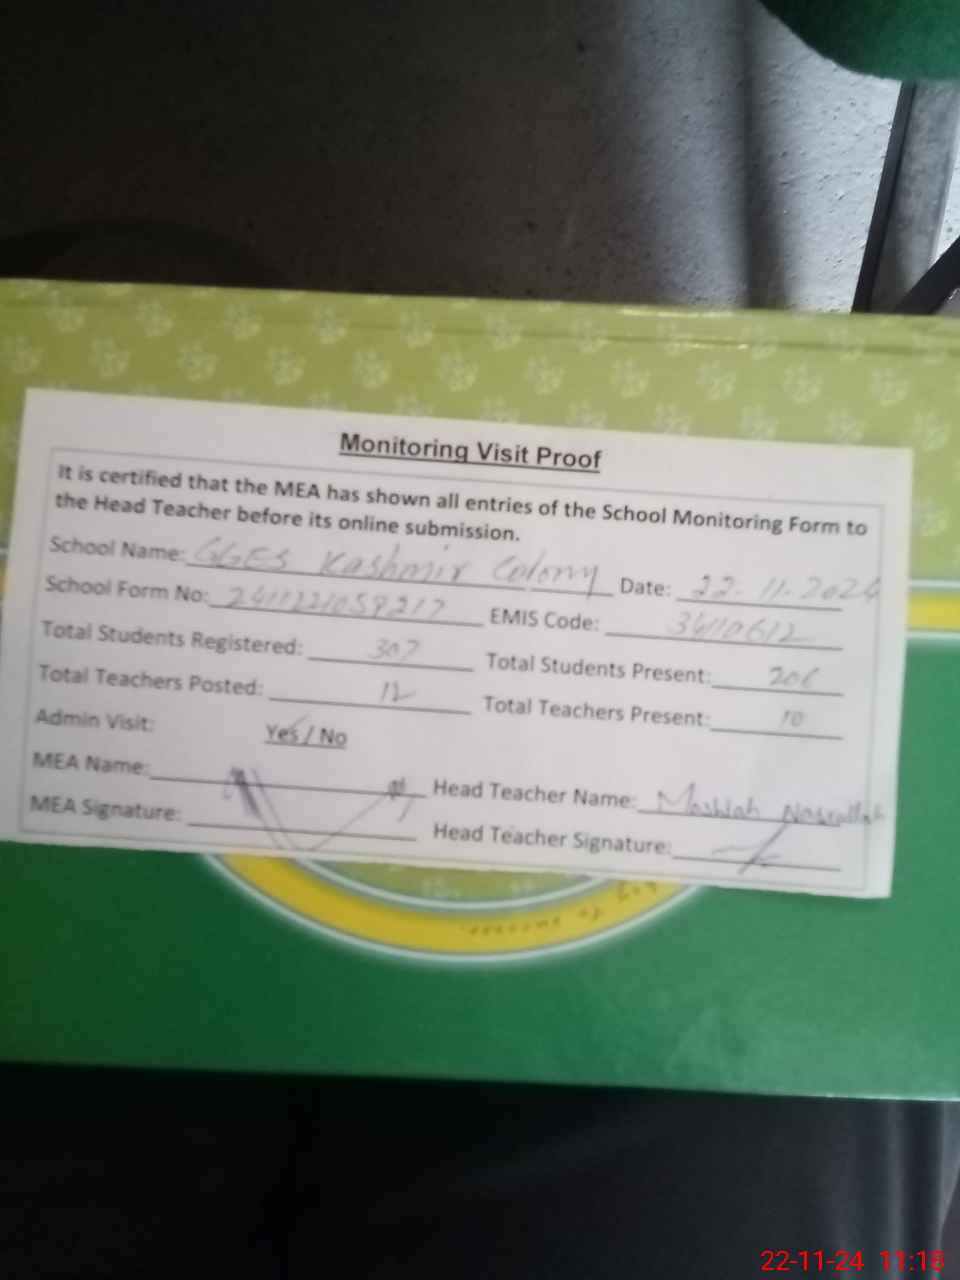 Monitoring Visit Proof
It is certified that the MEA has shown all entries of the School Monitoring Form to
the Head Teacher before its online submission.
School Name: GGES Kashmir Colony Date: 22-11-2024
School Form No: EMIS Code:
Total Students Registered: 307 Total Students Present: 206
Total Teachers Posted: 12 Total Teachers Present: 10
Admin Visit: Yes / No
MEA Name: Head Teacher Name: Nasrallah
MEA Signature: Head Teacher Signature:
22-11-24 11:18